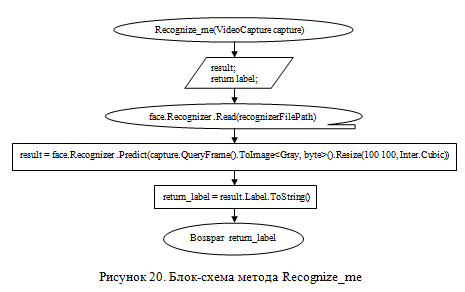 Recognize_me(VideoCapture capture)
result;
return label;
face.Recognizer .Read(recognizerFilePath)
result = face.Recognizer .Predict(capture.QueryFrame().ToImage<Gray, byte>().Resize(100 100, Inter.Cubic))
return_label = result.Label.ToString()
Возврат return_label
Рисунок 20. Блок-схема метода Recognize_me